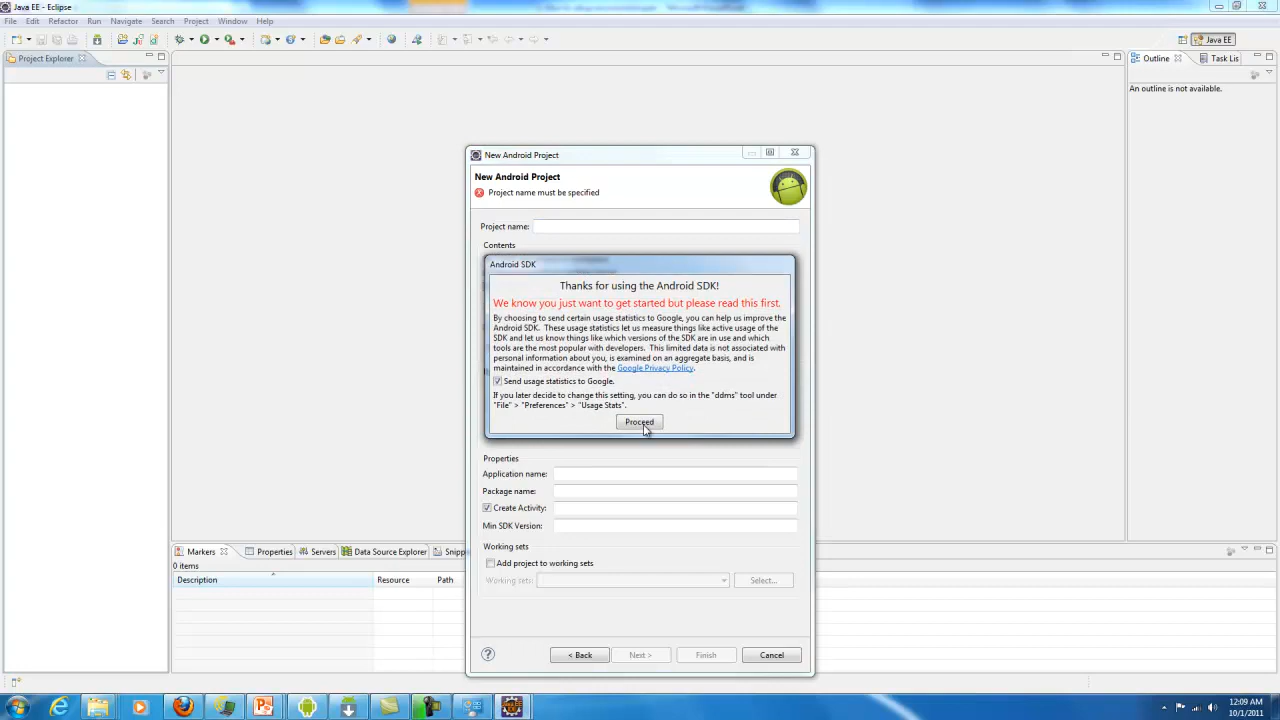 Java EE - Eclipse
File Edit Refactor Run Navigate Search Project Window Help
Java EE
Project Explorer
Outline Task Lis
An outline is not available.
New Android Project
New Android Project
Project name must be specified
Project name:
Contents
Android SDK
Thanks for using the Android SDK!
We know you just want to get started but please read this first.
By choosing to send certain usage statistics to Google, you can help us improve the
Android SDK. These usage statistics let us measure things like active usage of the
SDK and let us know things like which versions of the SDK are in use and which
tools are the most popular with developers. This limited data is not associated with
personal information about you, is examined on an aggregate basis, and is
maintained in accordance with the Google Privacy Policy.
Send usage statistics to Google.
If you later decide to change this setting, you can do so in the "ddms" tool under
"File" > "Preferences" > "Usage Stats".
Proceed
Properties
Application name:
Package name:
Create Activity:
Min SDK Version:
Working sets
Add project to working sets
Working sets:
Select...
< Back Next > Finish Cancel
Markers Properties Servers Data Source Explorer Snipp
0 items
Description Resource Path
12:09 AM
10/1/2011